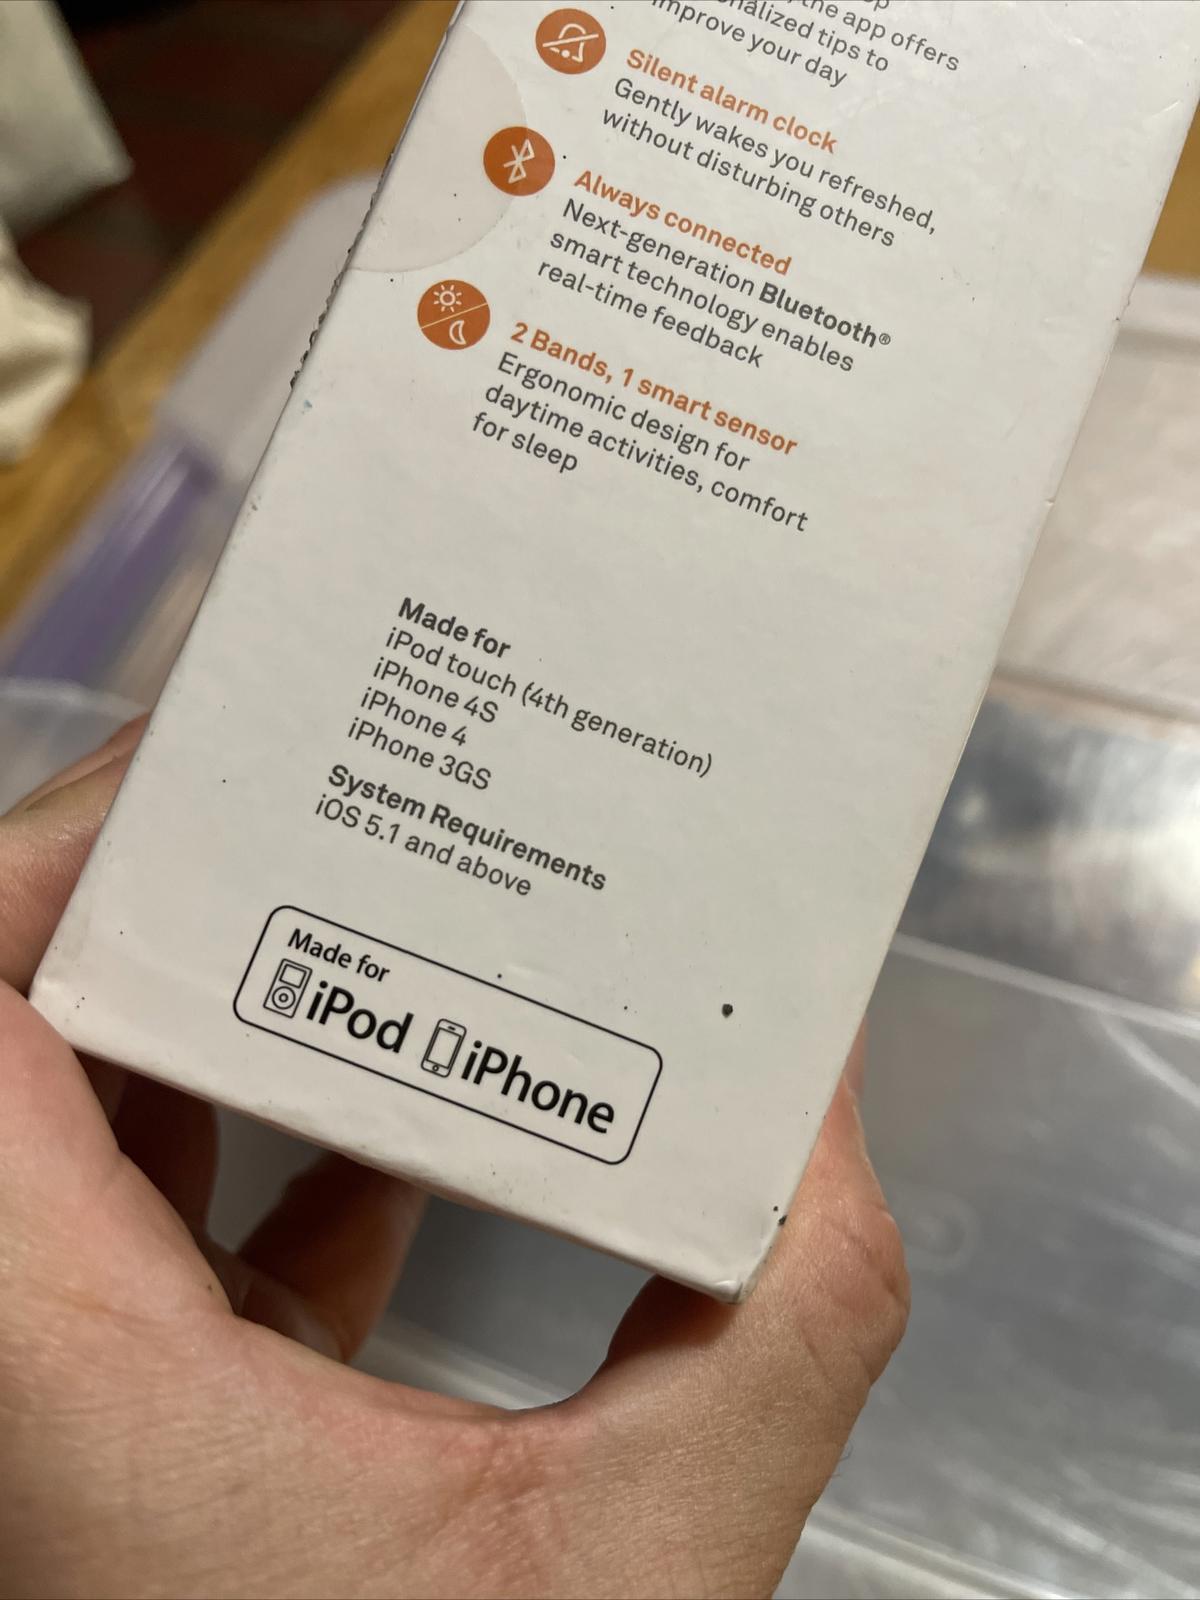 the app offers
tips to
improve your day
Silent alarm clock
Gently wakes you refreshed,
without disturbing others
Always connected
Next-generation Bluetooth®
smart technology enables
real-time feedback
2 Bands, 1 smart sensor
Ergonomic design for
daytime activities, comfort
for sleep
Made for
iPod touch (4th generation)
iPhone 4S
iPhone 4
iPhone 3GS
System Requirements
iOS 5.1 and above
Made for
iPod iPhone